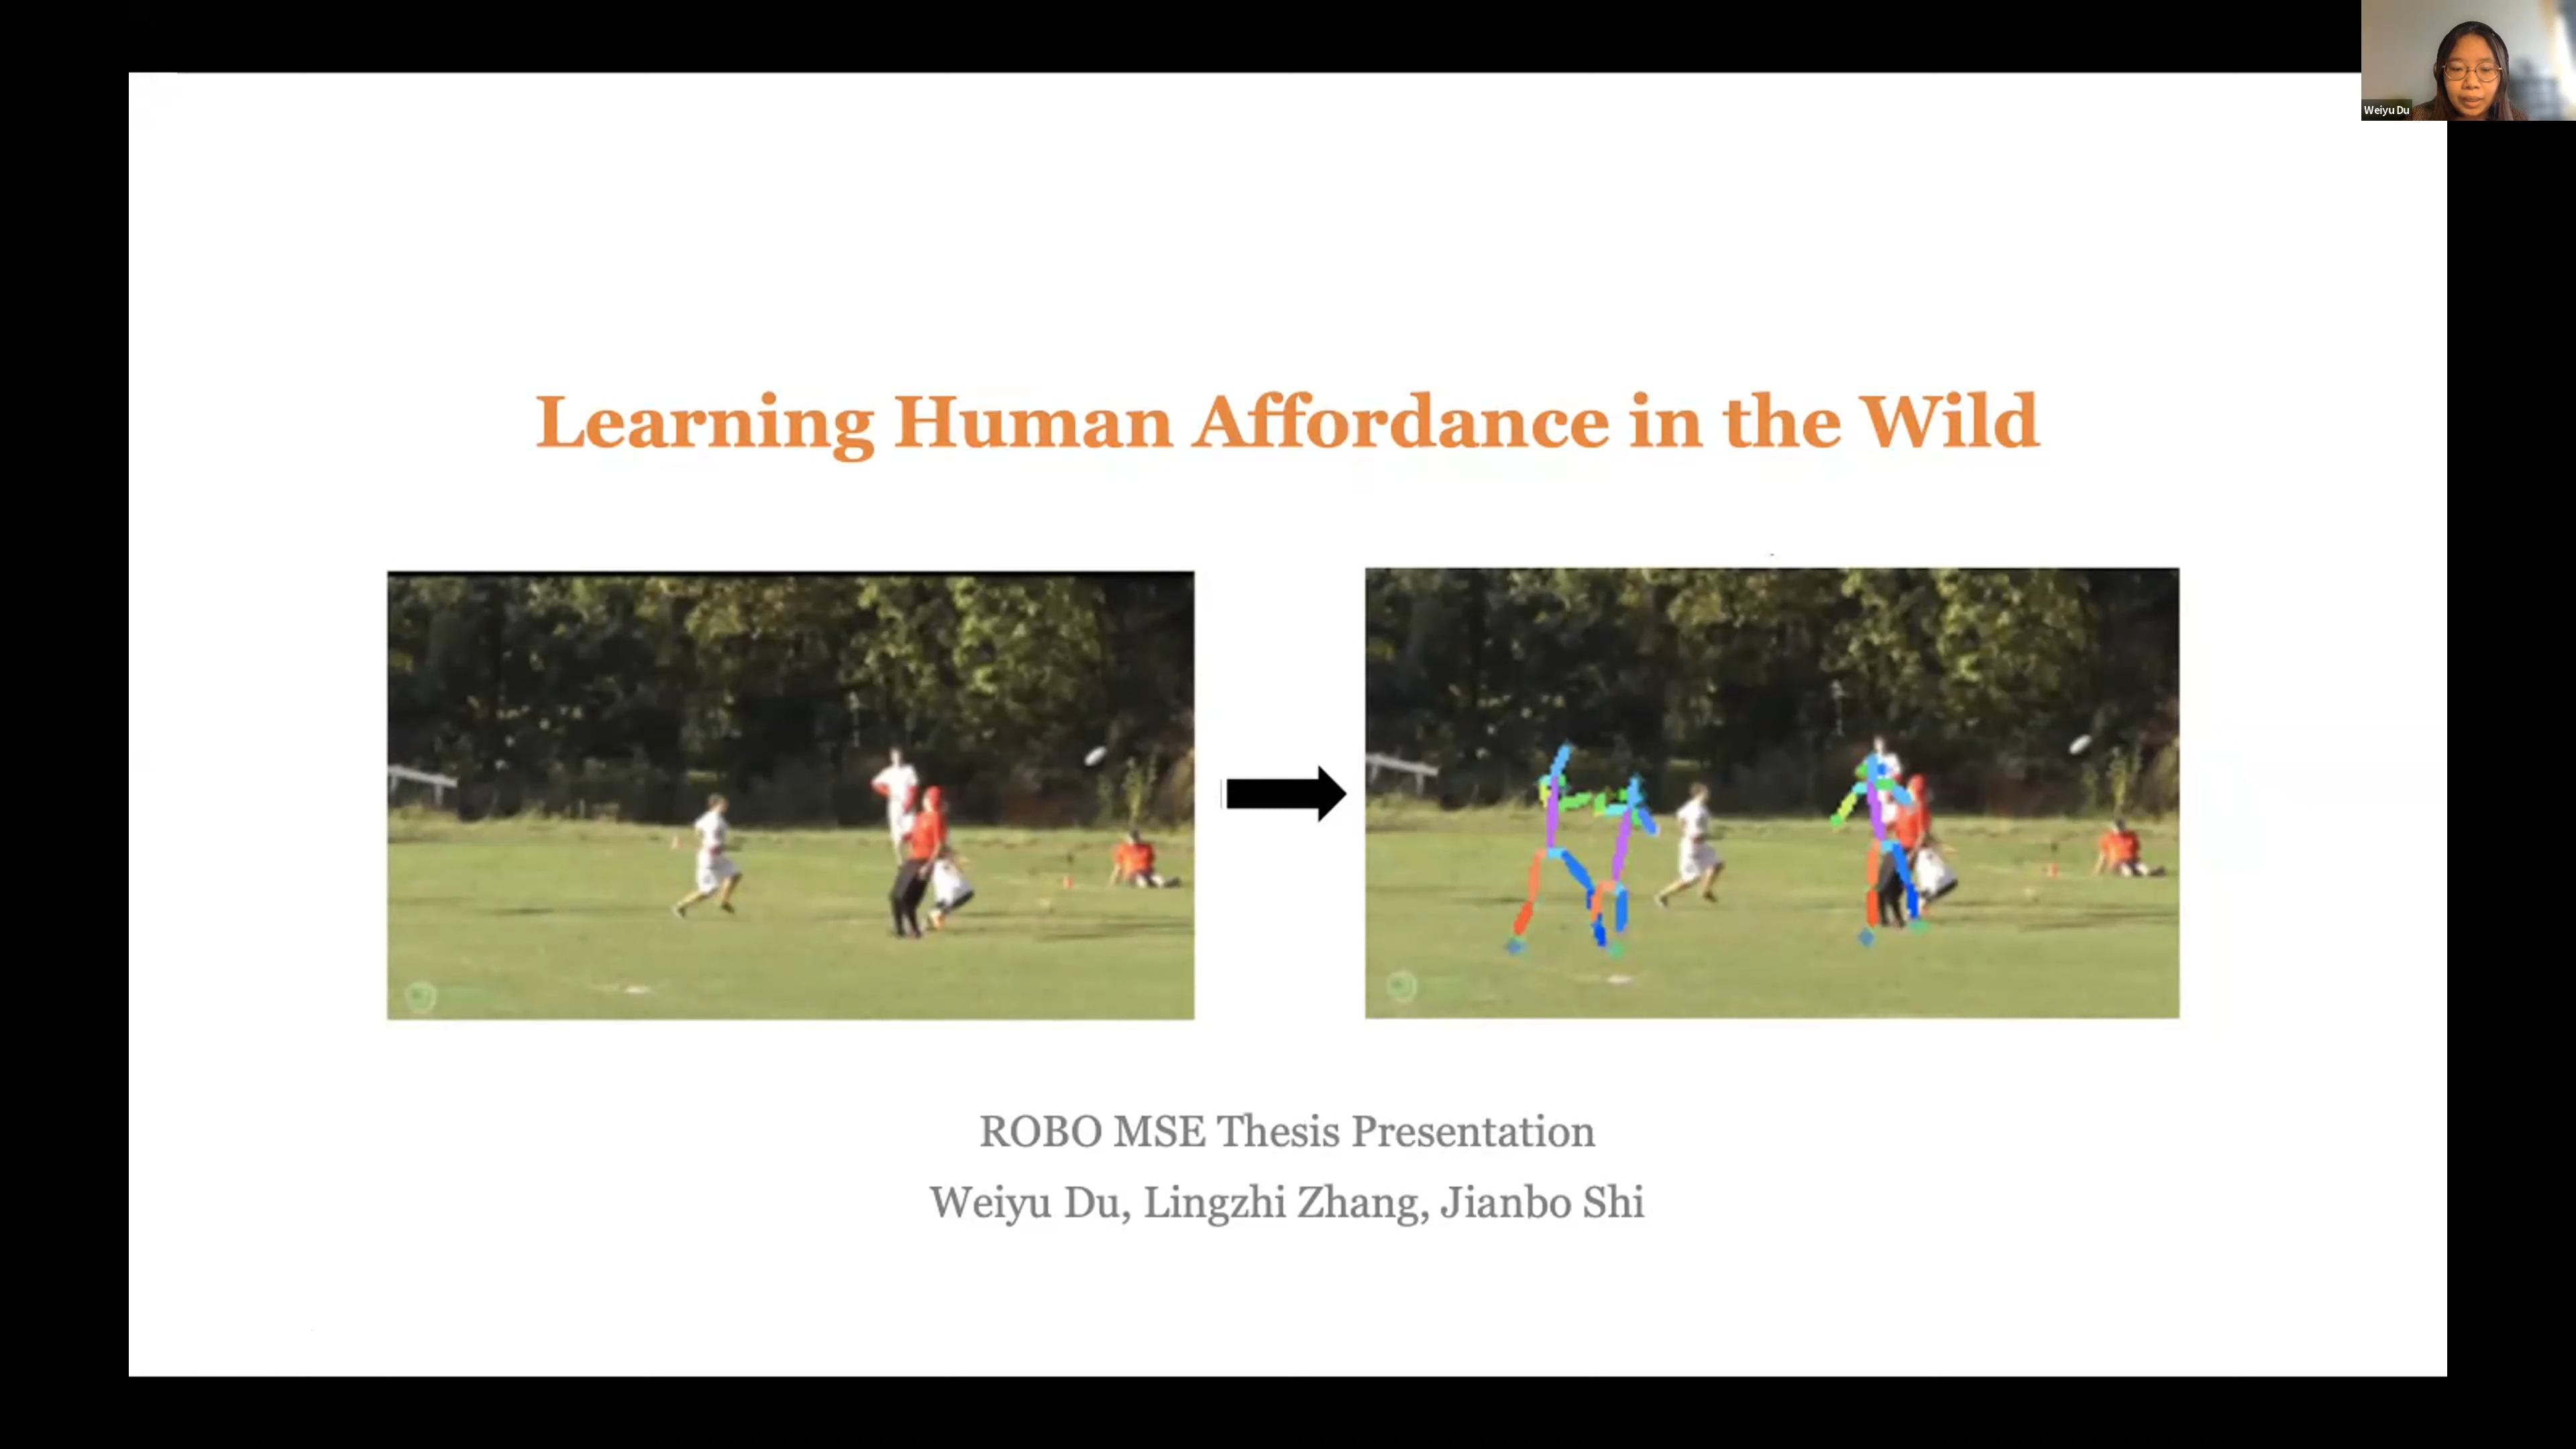 Weiyu Du
Learning Human Affordance in the Wild
ROBO MSE Thesis Presentation
Weiyu Du, Lingzhi Zhang, Jianbo Shi